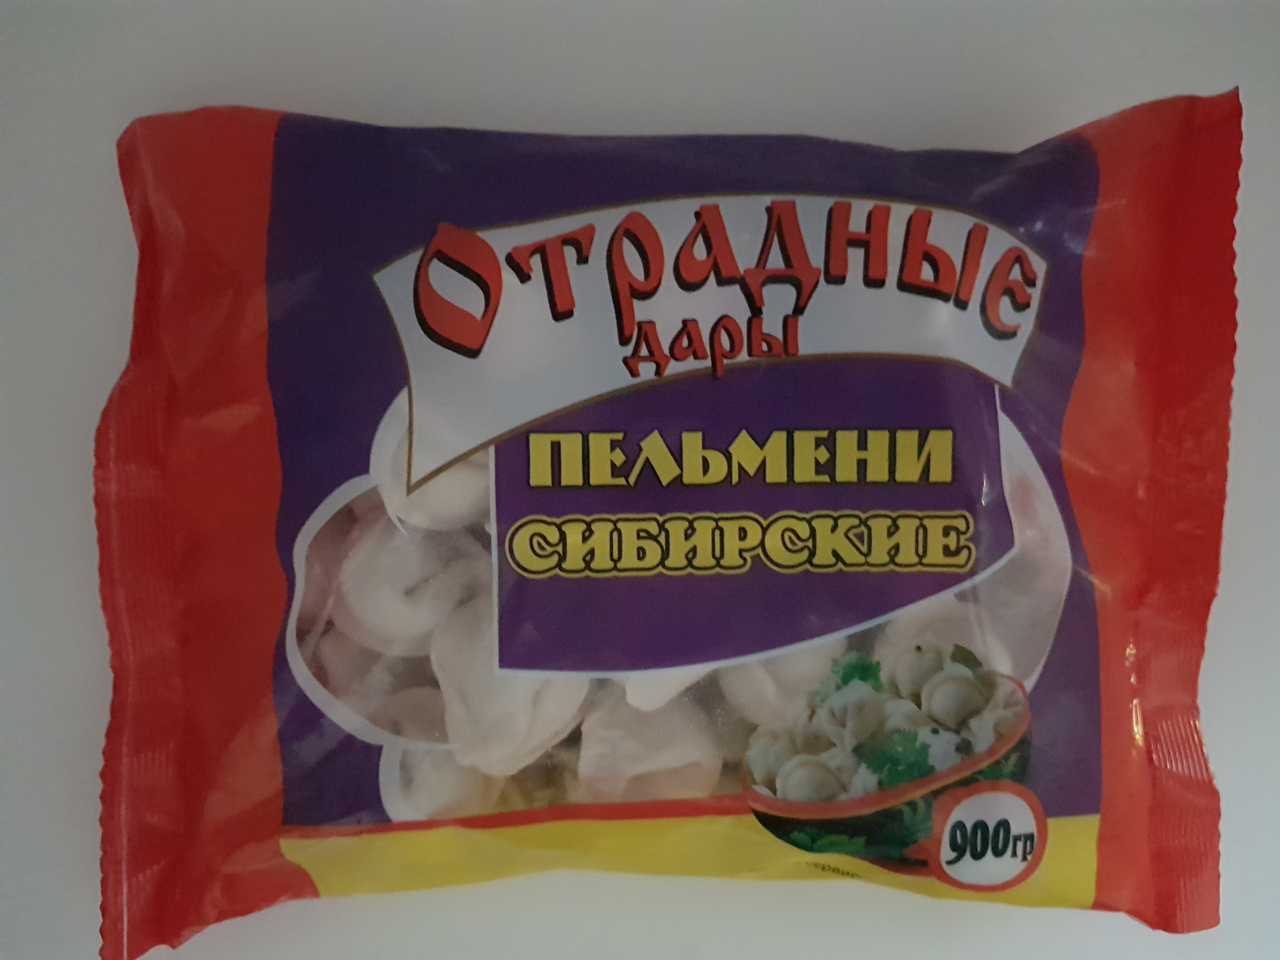 Отрадные
дары
ПЕЛЬМЕНИ
СИБИРСКИЕ
900гр